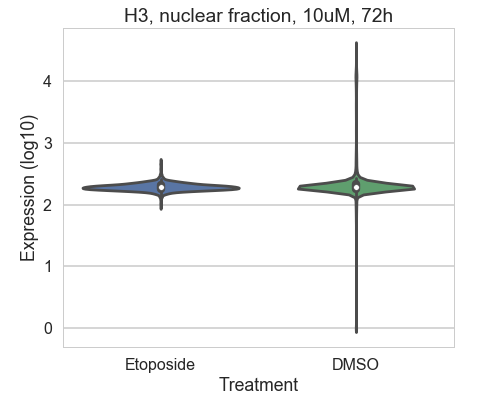 H3, nuclear fraction, 10uM, 72h
Expression (log10)
4
3
2
1
0
Etoposide
DMSO
Treatment